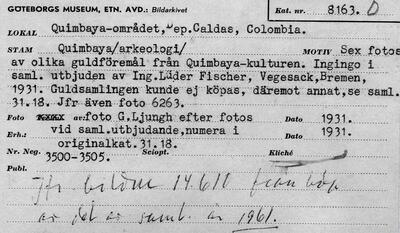 GÖTEBORGS MUSEUM, ETN. AVD.: Bildarkivet
Kat. nr. 8163. D
LOKAL Quimbaya-området, Dep.Caldas, Colombia.
STAM Quimbaya/arkeologi/ MOTIV Sex fotos
av olika guldföremål från Quimbaya-kulturen. Ingingo i
saml. utbjuden av Ing.Läder Fischer, Vegesack,Bremen,
1931. Guldsamlingen kunde ej köpas, däremot annat,se saml.
31.18. Jfr även foto 6263.
Foto av foto G.Ljungh efter fotos Dato 1931.
Erh.: vid saml.utbjudande,numera i Dato 1931.
originalkat.31.18.
Nr. Neg. 3500-3505. Sciopt. Kliché
Publ.
Jfr bildnr 14.610 från
av det av saml. år 1961.